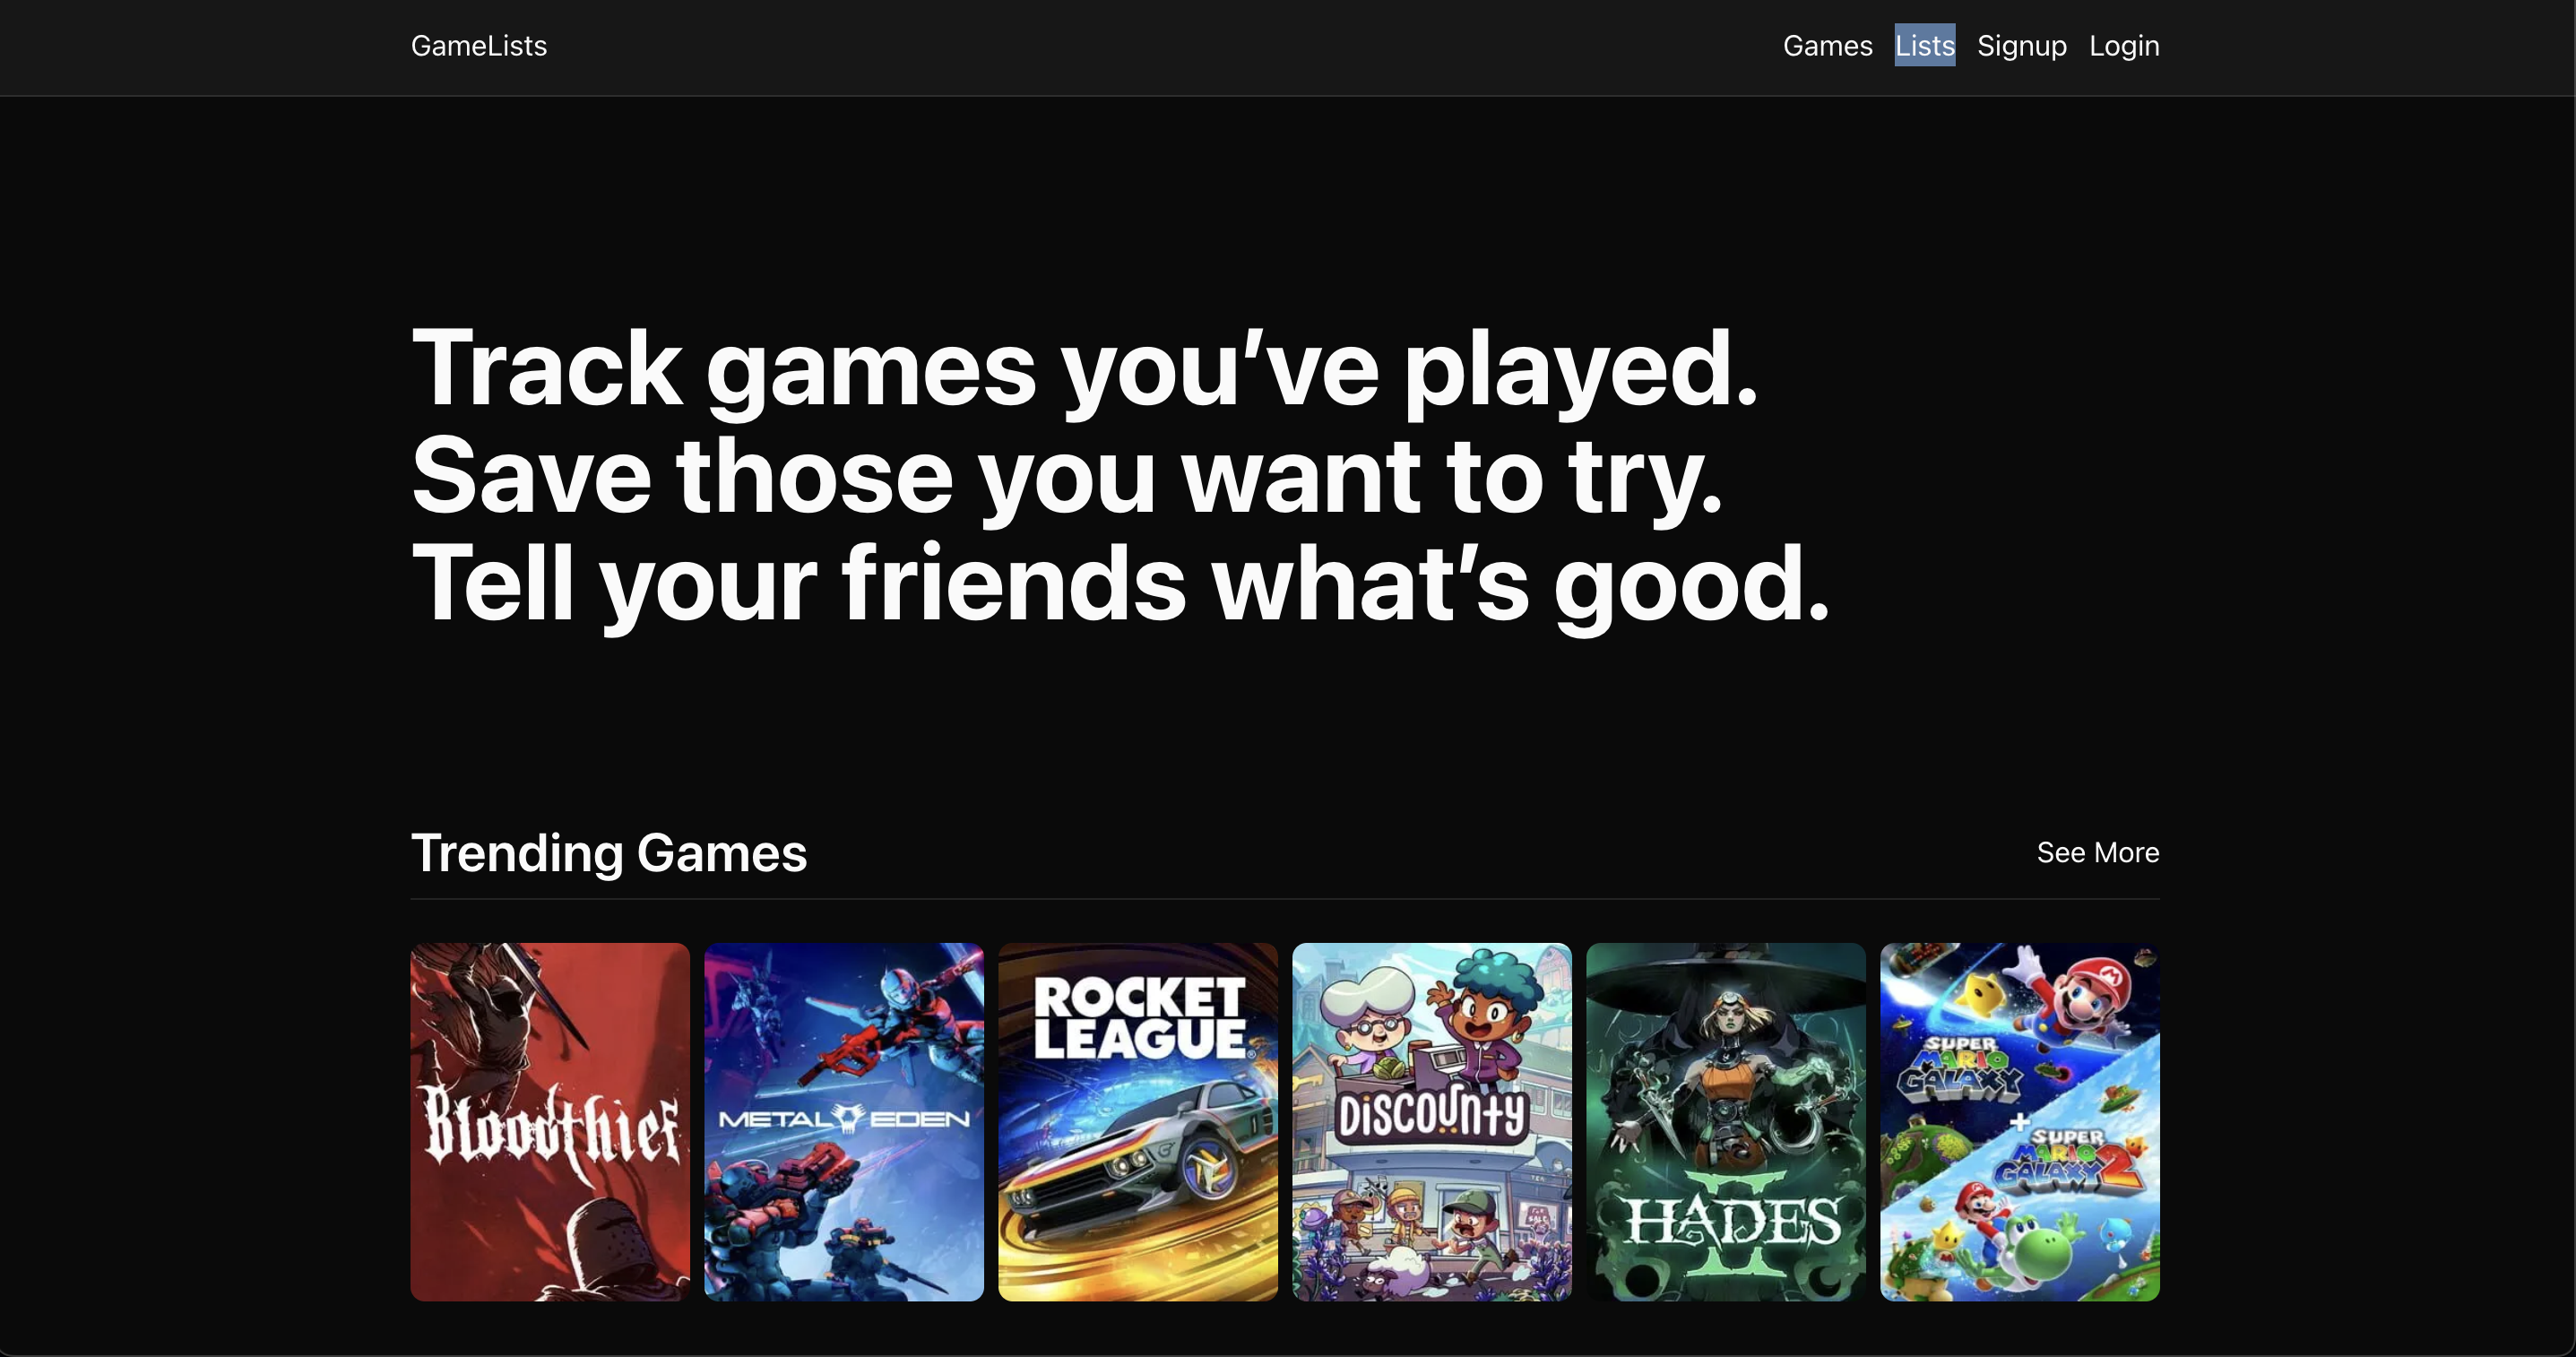 GameLists
Games Lists Signup Login
Track games you’ve played.
Save those you want to try.
Tell your friends what’s good.
Trending Games
See More
Bloodthief
METAL EDEN
ROCKET
LEAGUE®
DiSCOUnty
HADES
II
SUPER
MARIO
GALAXY
+
SUPER
MARIO
GALAXY 2